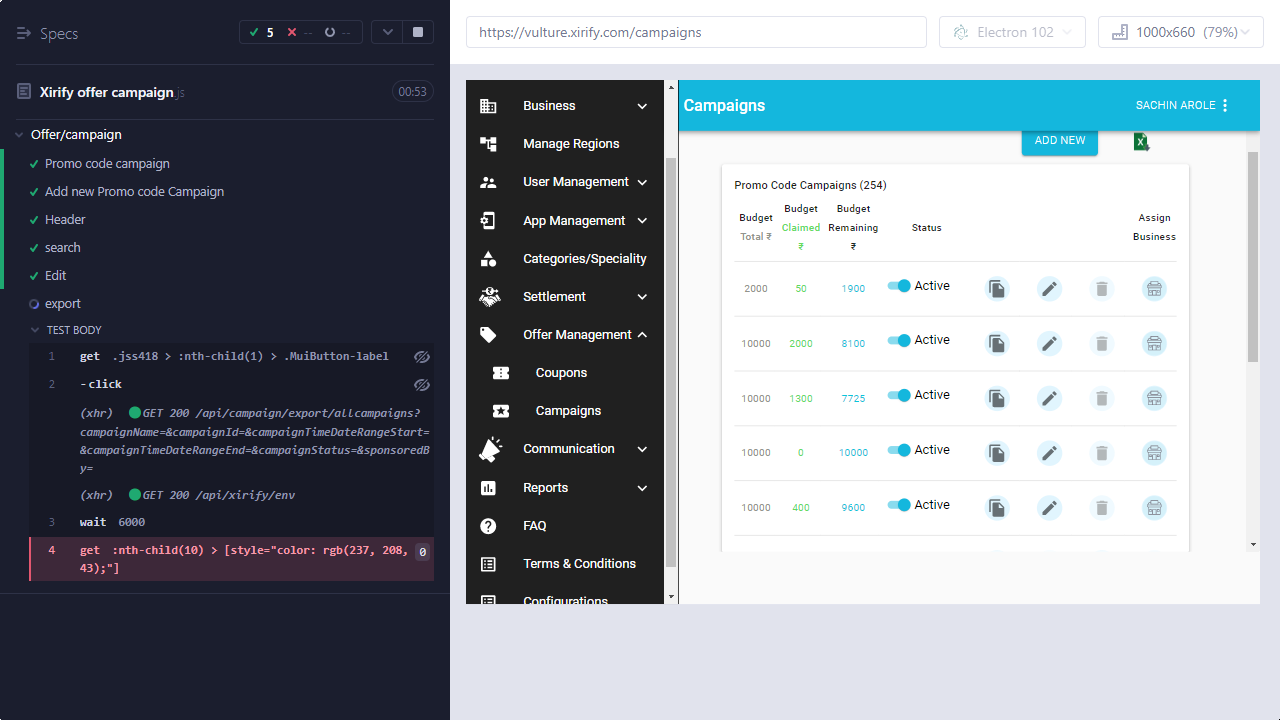 Specs
5
--
--
https://vulture.xirify.com/campaigns
Electron 102
1000x660 (79%)
Xirify offer campaign.js
00:53
Offer/campaign
Promo code campaign
Add new Promo code Campaign
Header
search
Edit
export
TEST BODY
1 get .jss418 > :nth-child(1) > .MuiButton-label
2 -click
(xhr) GET 200 /api/campaign/export/allcampaigns?
campaignName=&campaignId=&campaignTimeDateRangeStart=
&campaignTimeDateRangeEnd=&campaignStatus=&sponsoredB
y=
(xhr) GET 200 /api/xirify/env
3 wait 6000
4 get :nth-child(10) > [style="color: rgb(237, 208, 0
43);"]
Business
Manage Regions
User Management
App Management
Categories/Speciality
Settlement
Offer Management
Coupons
Campaigns
Communication
Reports
FAQ
Terms & Conditions
Configurations
Campaigns
SACHIN AROLE
ADD NEW
X
Promo Code Campaigns (254)
Budget Total ₹
Budget Claimed ₹
Budget Remaining ₹
Status
Assign Business
2000 50 1900 Active
10000 2000 8100 Active
10000 1300 7725 Active
10000 0 10000 Active
10000 400 9600 Active